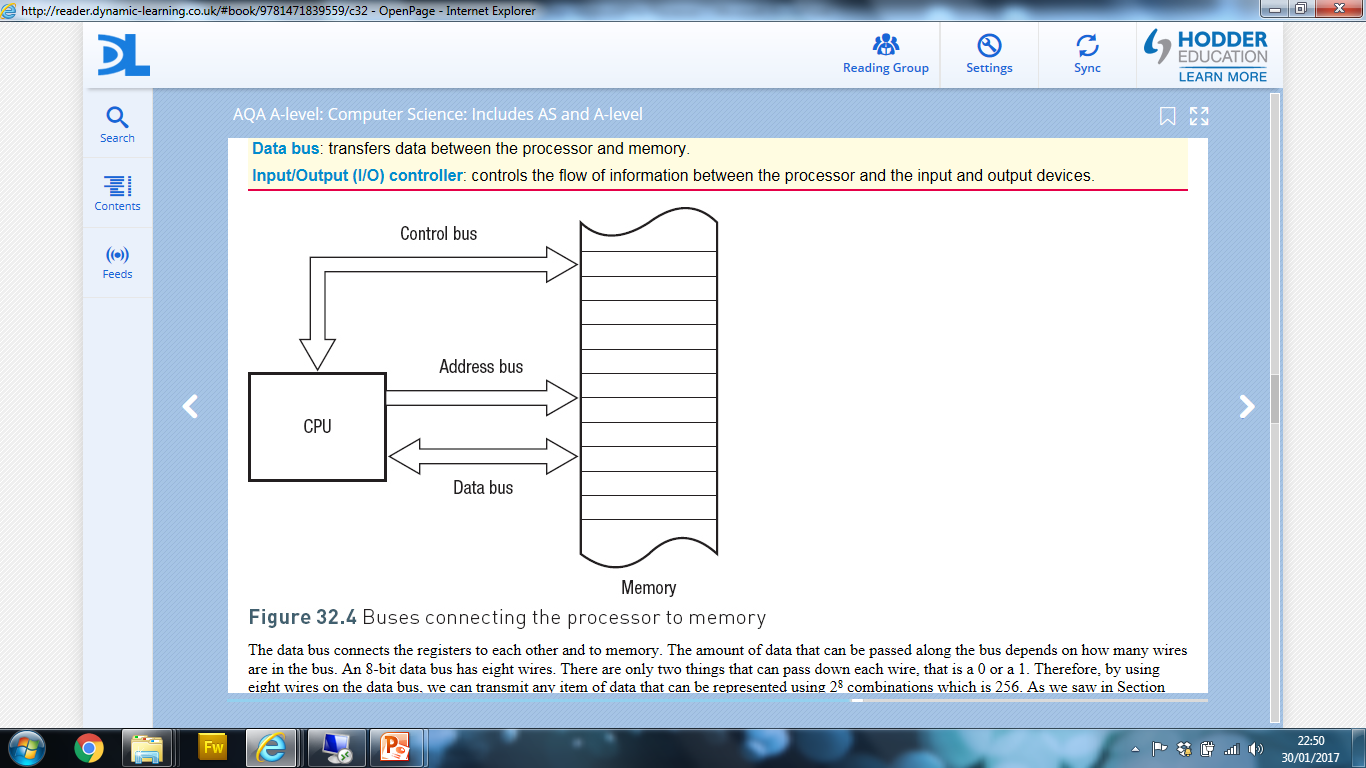 http://reader.dynamic-learning.co.uk/#book/9781471839559/c32 - OpenPage - Internet Explorer
DL
Reading Group
Settings
Sync
HODDER
EDUCATION
LEARN MORE
Search
Contents
Feeds
AQA A-level: Computer Science: Includes AS and A-level
Data bus: transfers data between the processor and memory.
Input/Output (I/O) controller: controls the flow of information between the processor and the input and output devices.
Control bus
Address bus
CPU
Data bus
Memory
Figure 32.4 Buses connecting the processor to memory
The data bus connects the registers to each other and to memory. The amount of data that can be passed along the bus depends on how many wires
are in the bus. An 8-bit data bus has eight wires. There are only two things that can pass down each wire, that is a 0 or a 1. Therefore, by using
eight wires on the data bus, we can transmit any item of data that can be represented using 2⁸ combinations which is 256. As we saw in Section
Fw
22:50
30/01/2017